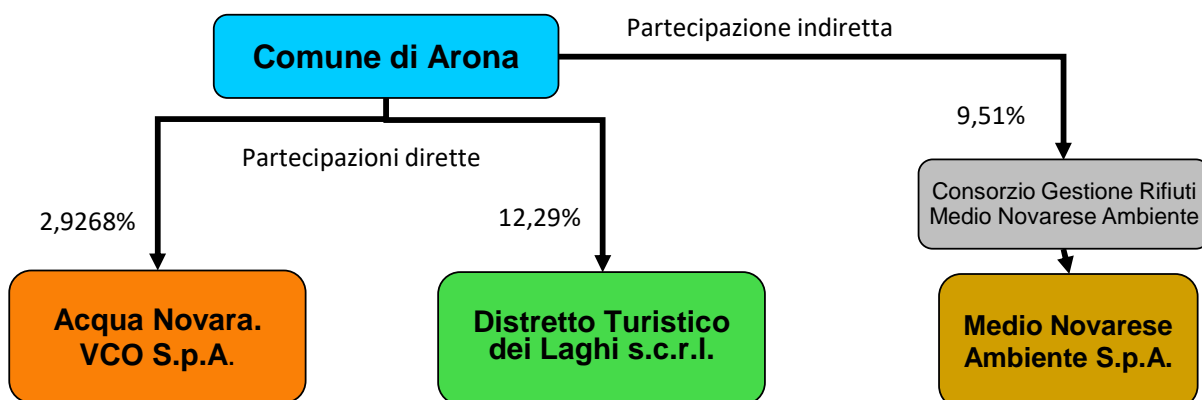 Partecipazione indiretta
Comune di Arona
9,51%
Partecipazioni dirette
Consorzio Gestione Rifiuti
Medio Novarese Ambiente
2,9268%
12,29%
Acqua Novara.
VCO S.p.A.
Distretto Turistico
dei Laghi s.c.r.l.
Medio Novarese
Ambiente S.p.A.